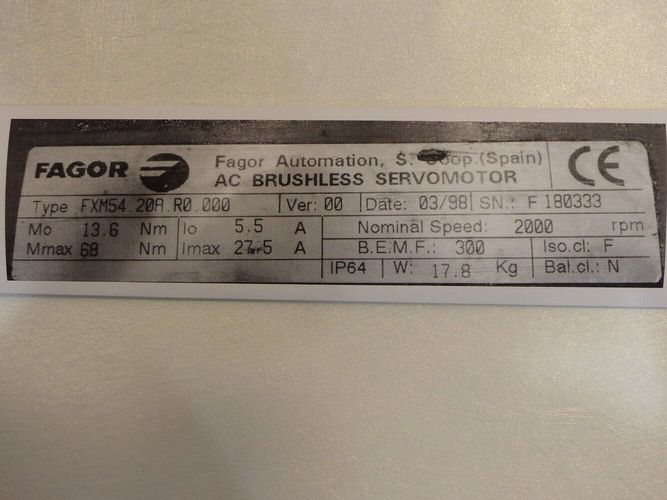 FAGOR Fagor Automation, S. Coop.(Spain) CE
AC BRUSHLESS SERVOMOTOR
Type FXM54.20A.R0.000 Ver: 00 Date: 03/98 SN.: F 180333
Mo 13.6 Nm Io 5,5 A Nominal Speed: 2000 rpm
Mmax 68 Nm Imax 27.5 A B.E.M.F.: 300 Iso.cl: F
IP64 W: 17.8 Kg Bal.cl.: N